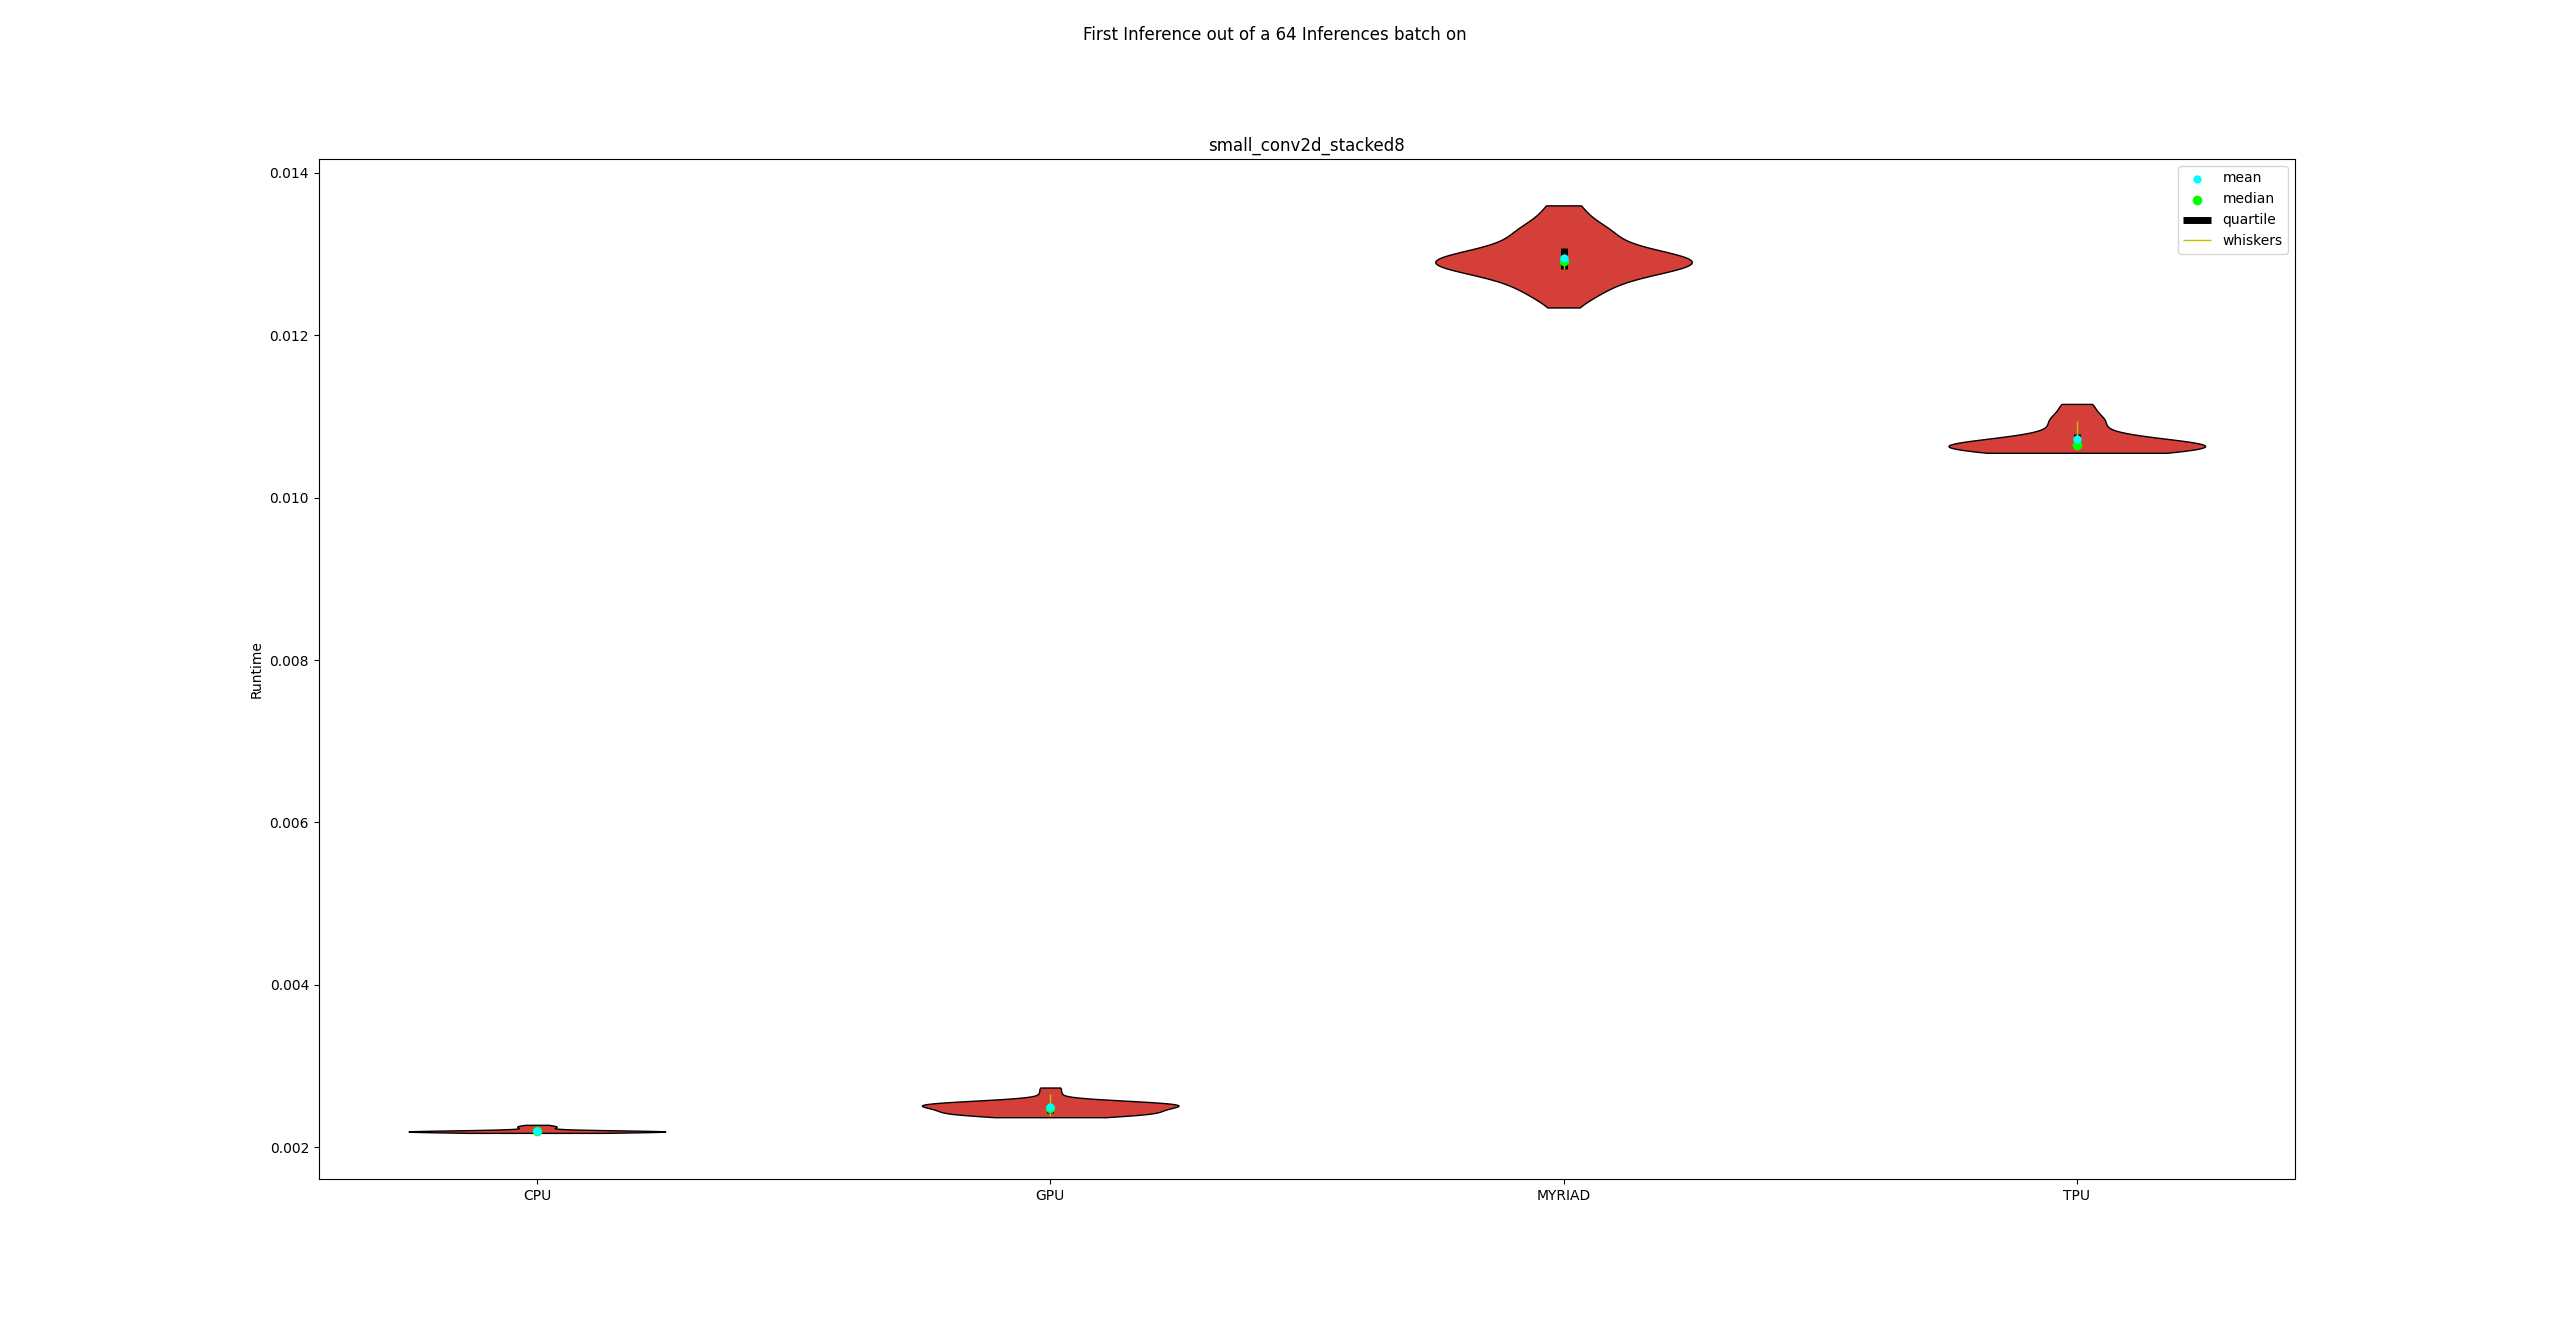 First Inference out of a 64 Inferences batch on
small_conv2d_stacked8
mean
median
quartile
whiskers
Runtime
0.014
0.012
0.010
0.008
0.006
0.004
0.002
CPU GPU MYRIAD TPU